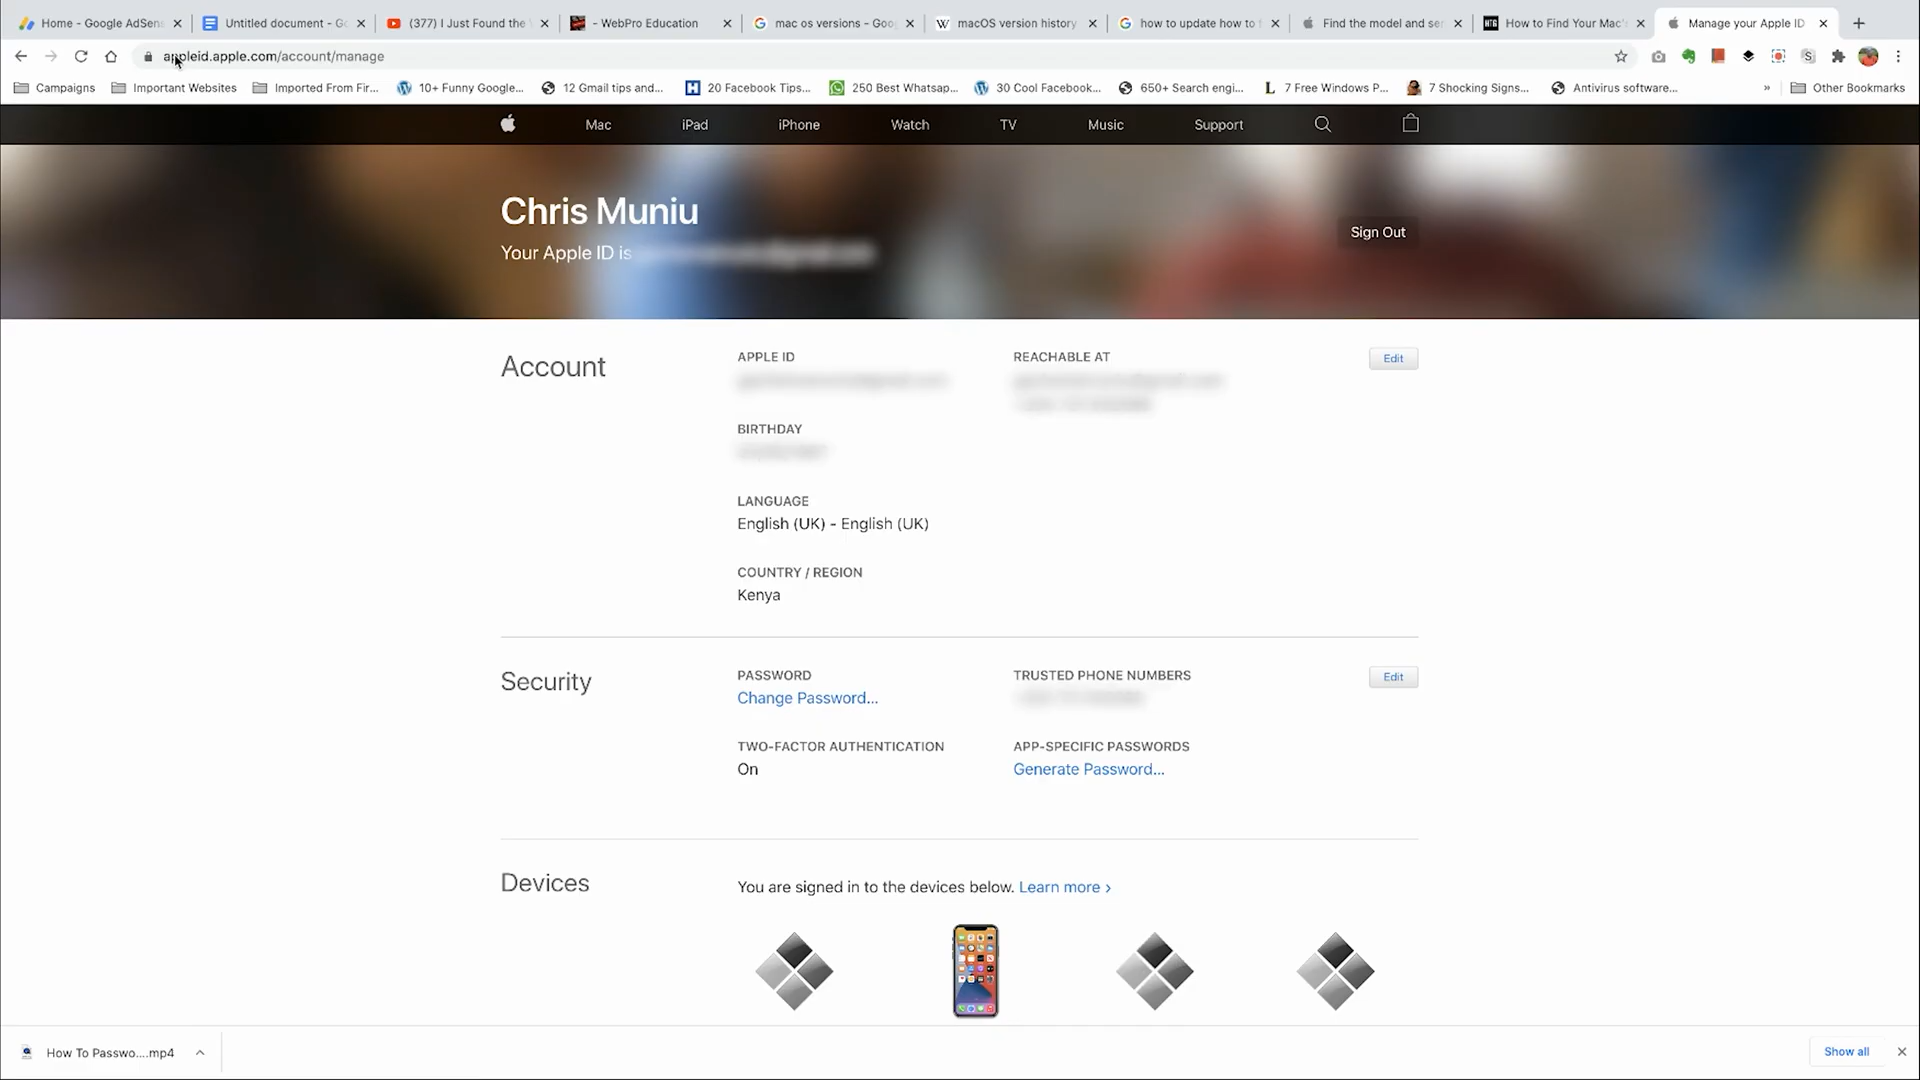 Home - Google AdSens
Untitled document - Go
(377) I Just Found the
- WebPro Education
mac os versions - Goog
macOS version history
how to update how to f
Find the model and ser
How to Find Your Mac's
Manage your Apple ID
appleid.apple.com/account/manage
Campaigns
Important Websites
Imported From Fir...
10+ Funny Google...
12 Gmail tips and...
20 Facebook Tips...
250 Best Whatsap...
30 Cool Facebook...
650+ Search engi...
7 Free Windows P...
7 Shocking Signs...
Antivirus software...
»
Other Bookmarks
Mac
iPad
iPhone
Watch
TV
Music
Support
Chris Muniu
Your Apple ID is
Sign Out
Account
APPLE ID
REACHABLE AT
Edit
BIRTHDAY
LANGUAGE
English (UK) - English (UK)
COUNTRY / REGION
Kenya
Security
PASSWORD
Change Password...
TRUSTED PHONE NUMBERS
Edit
TWO-FACTOR AUTHENTICATION
On
APP-SPECIFIC PASSWORDS
Generate Password...
Devices
You are signed in to the devices below. Learn more ›
How To Passwo....mp4
Show all